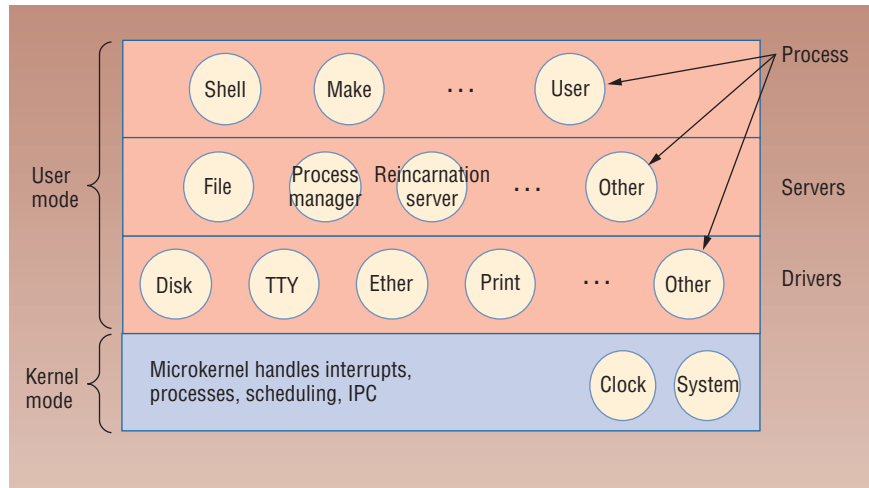 Process
Shell
Make
...
User
User
mode
File
Process
manager
Reincarnation
server
...
Other
Servers
Disk
TTY
Ether
Print
...
Other
Drivers
Kernel
mode
Microkernel handles interrupts,
processes, scheduling, IPC
Clock
System